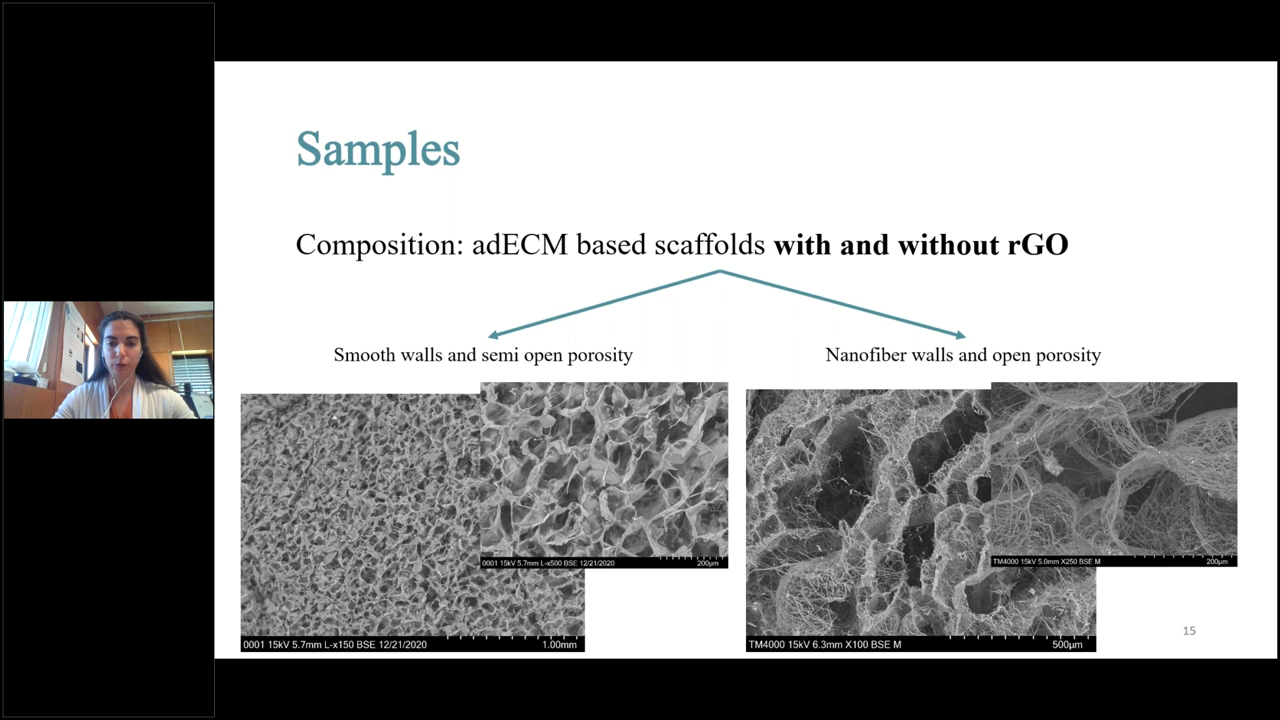 Samples
Composition: adECM based scaffolds with and without rGO
Smooth walls and semi open porosity
Nanofiber walls and open porosity
0001 15kV 5.7mm L-x500 BSE 12/21/2020 200µm
0001 15kV 5.7mm L-x150 BSE 12/21/2020 1.00mm
TM4000 15kV 5.0mm X250 BSE M 200µm
TM4000 15kV 6.3mm X100 BSE M 500µm
15